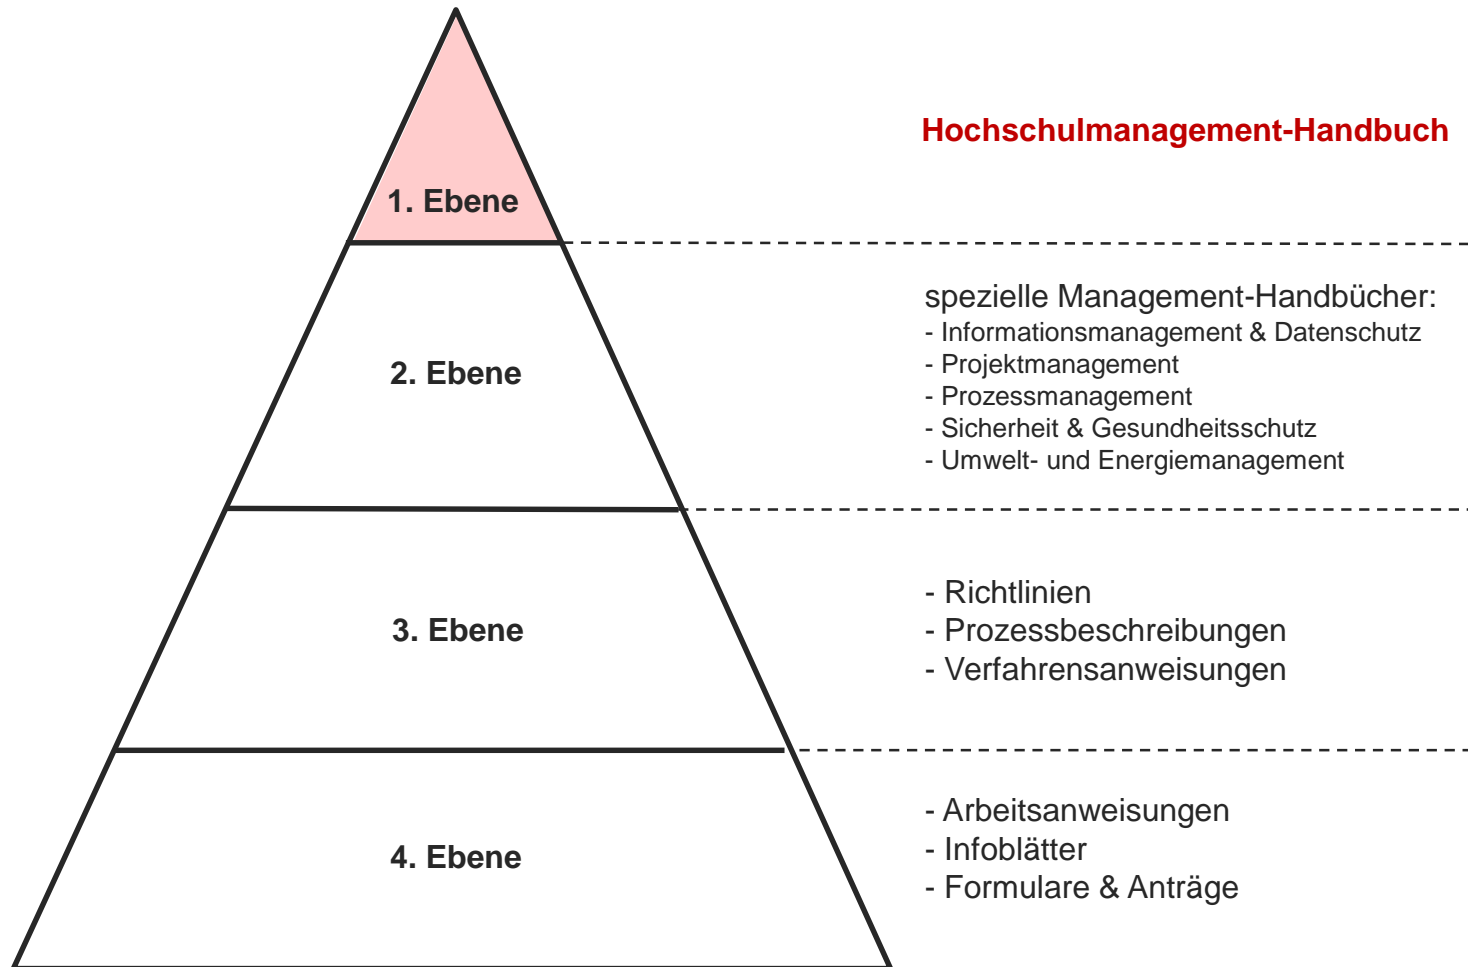 Hochschulmanagement-Handbuch
1. Ebene
spezielle Management-Handbücher:
- Informationsmanagement & Datenschutz
- Projektmanagement
- Prozessmanagement
- Sicherheit & Gesundheitsschutz
- Umwelt- und Energiemanagement
2. Ebene
- Richtlinien
- Prozessbeschreibungen
- Verfahrensanweisungen
3. Ebene
- Arbeitsanweisungen
- Infoblätter
- Formulare & Anträge
4. Ebene